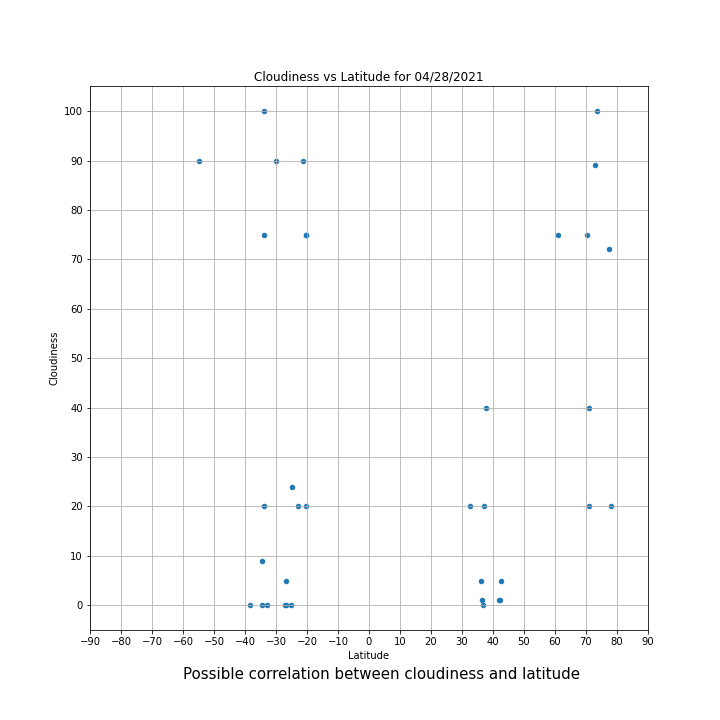 Cloudiness vs Latitude for 04/28/2021
100
90
80
70
60
50
40
30
20
10
0
Cloudiness
−90 −80 −70 −60 −50 −40 −30 −20 −10 0 10 20 30 40 50 60 70 80 90
Latitude
Possible correlation between cloudiness and latitude